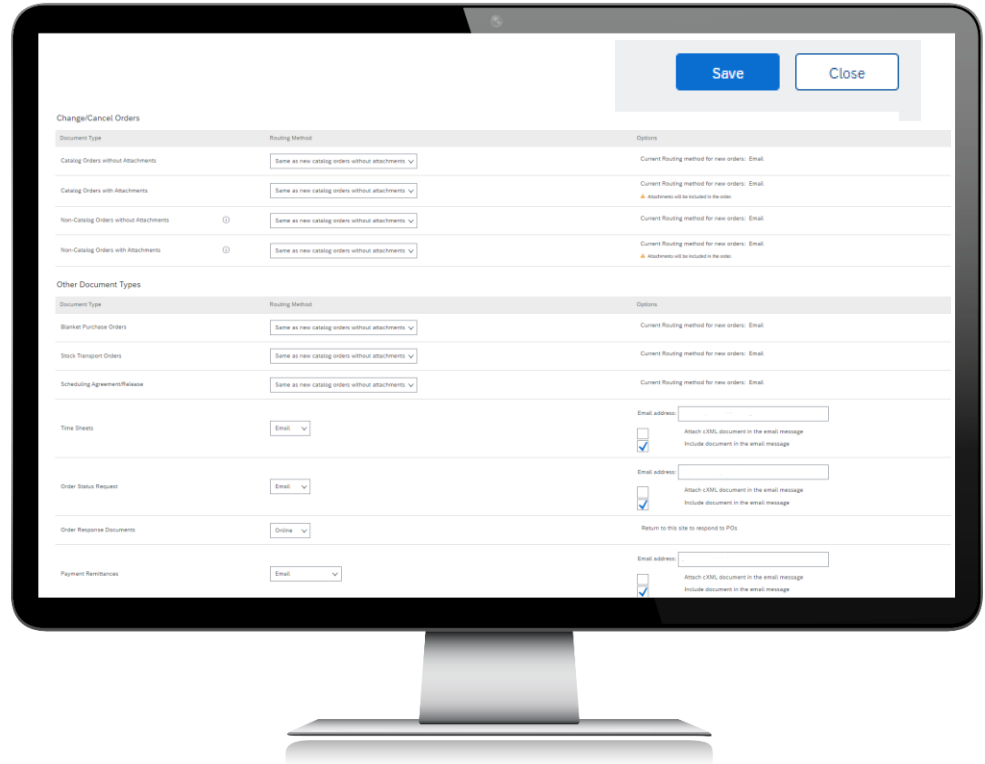 Save Close
Change/Cancel Orders
Document Type Routing Method Options
Catalog Orders without Attachments Same as new catalog orders without attachments Current Routing method for new orders: Email
Catalog Orders with Attachments Same as new catalog orders without attachments Current Routing method for new orders: Email
Attachments will be included in the order.
Non-Catalog Orders without Attachments Same as new catalog orders without attachments Current Routing method for new orders: Email
Non-Catalog Orders with Attachments Same as new catalog orders without attachments Current Routing method for new orders: Email
Attachments will be included in the order.
Other Document Types
Document Type Routing Method Options
Blanket Purchase Orders Same as new catalog orders without attachments Current Routing method for new orders: Email
Stock Transport Orders Same as new catalog orders without attachments Current Routing method for new orders: Email
Scheduling Agreement/Release Same as new catalog orders without attachments Current Routing method for new orders: Email
Email address:
Time Sheets Email Attach cXML document in the email message
Include document in the email message
Email address:
Order Status Request Email Attach cXML document in the email message
Include document in the email message
Order Response Documents Online Return to this site to respond to POs
Email address:
Payment Remittances Email Attach cXML document in the email message
Include document in the email message